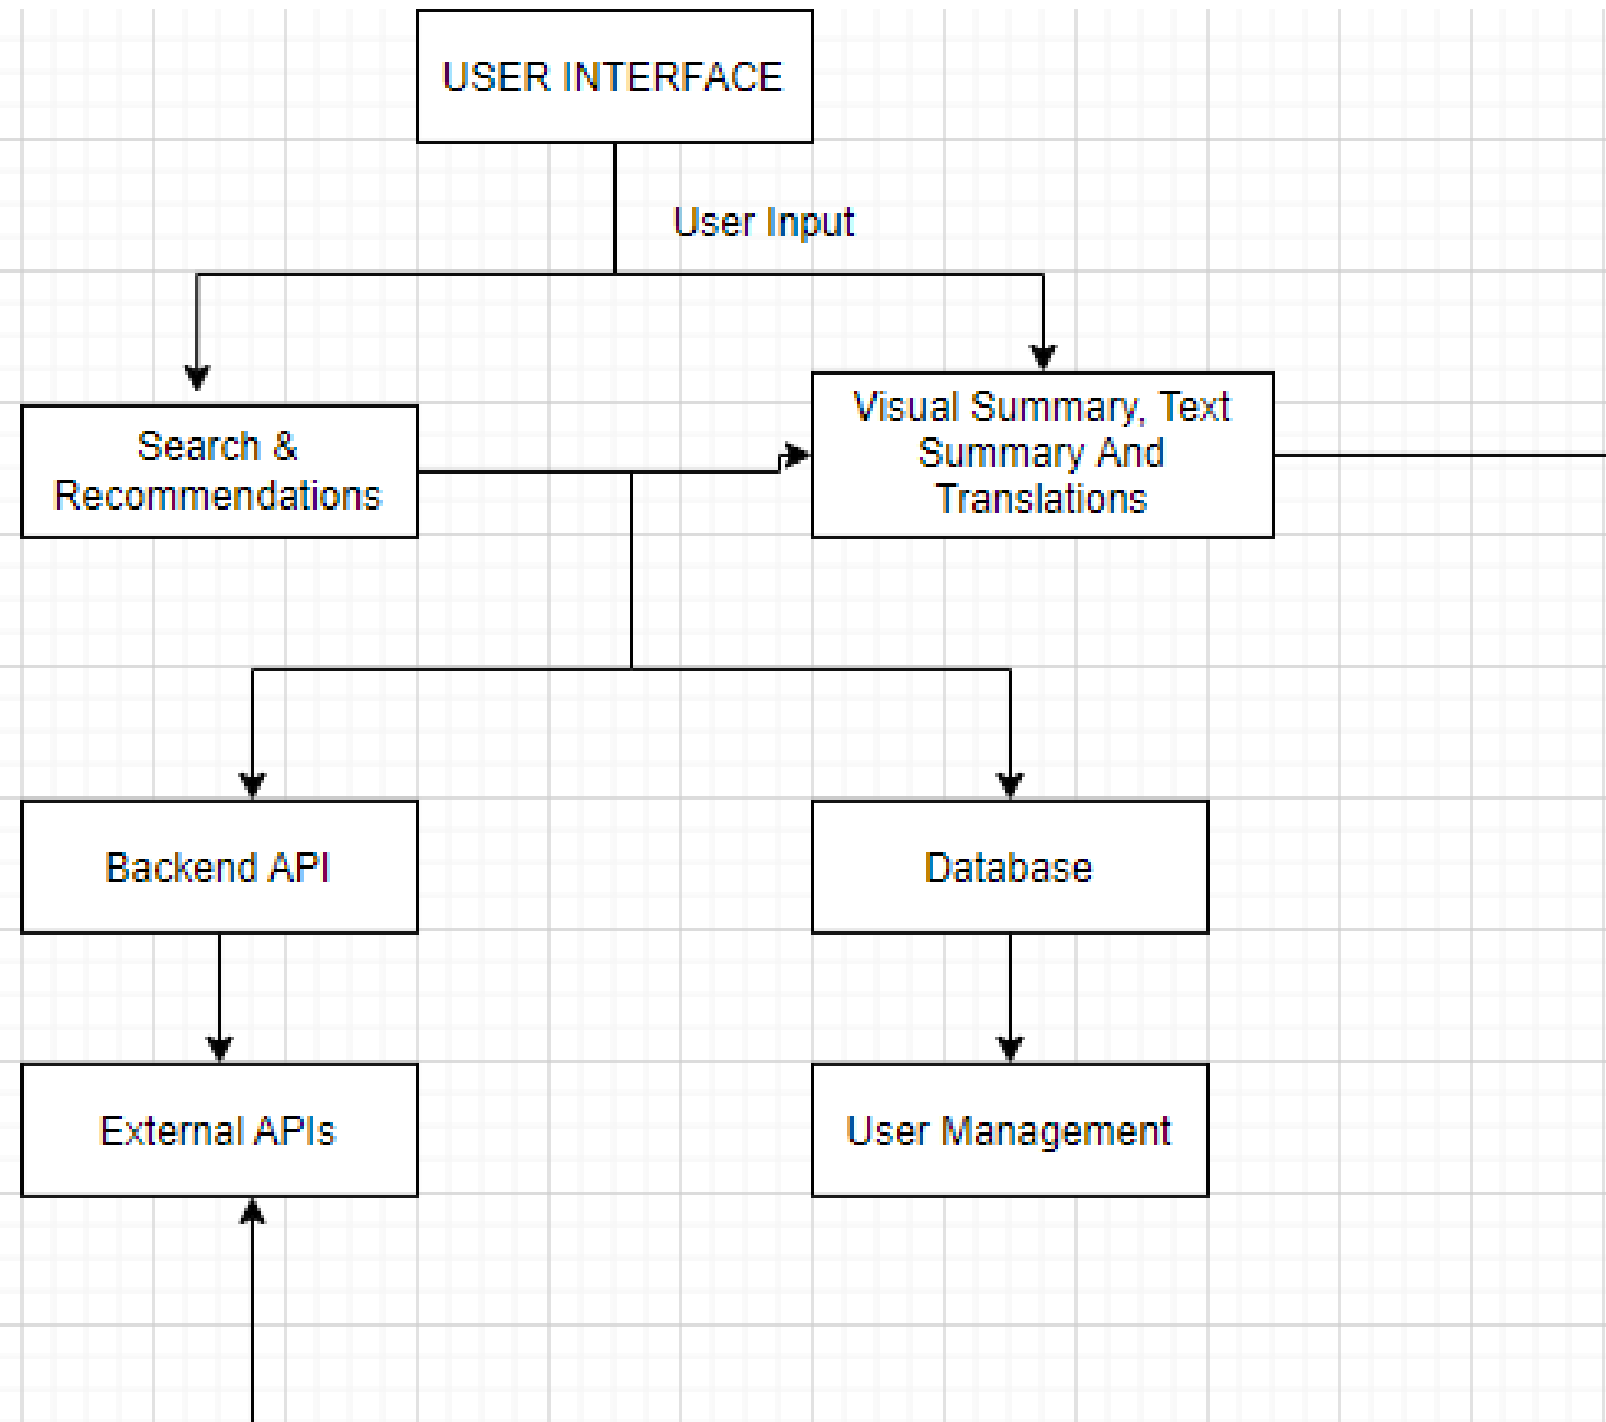 USER INTERFACE
User Input
Search &
Recommendations
Visual Summary, Text
Summary And
Translations
Backend API
Database
External APIs
User Management